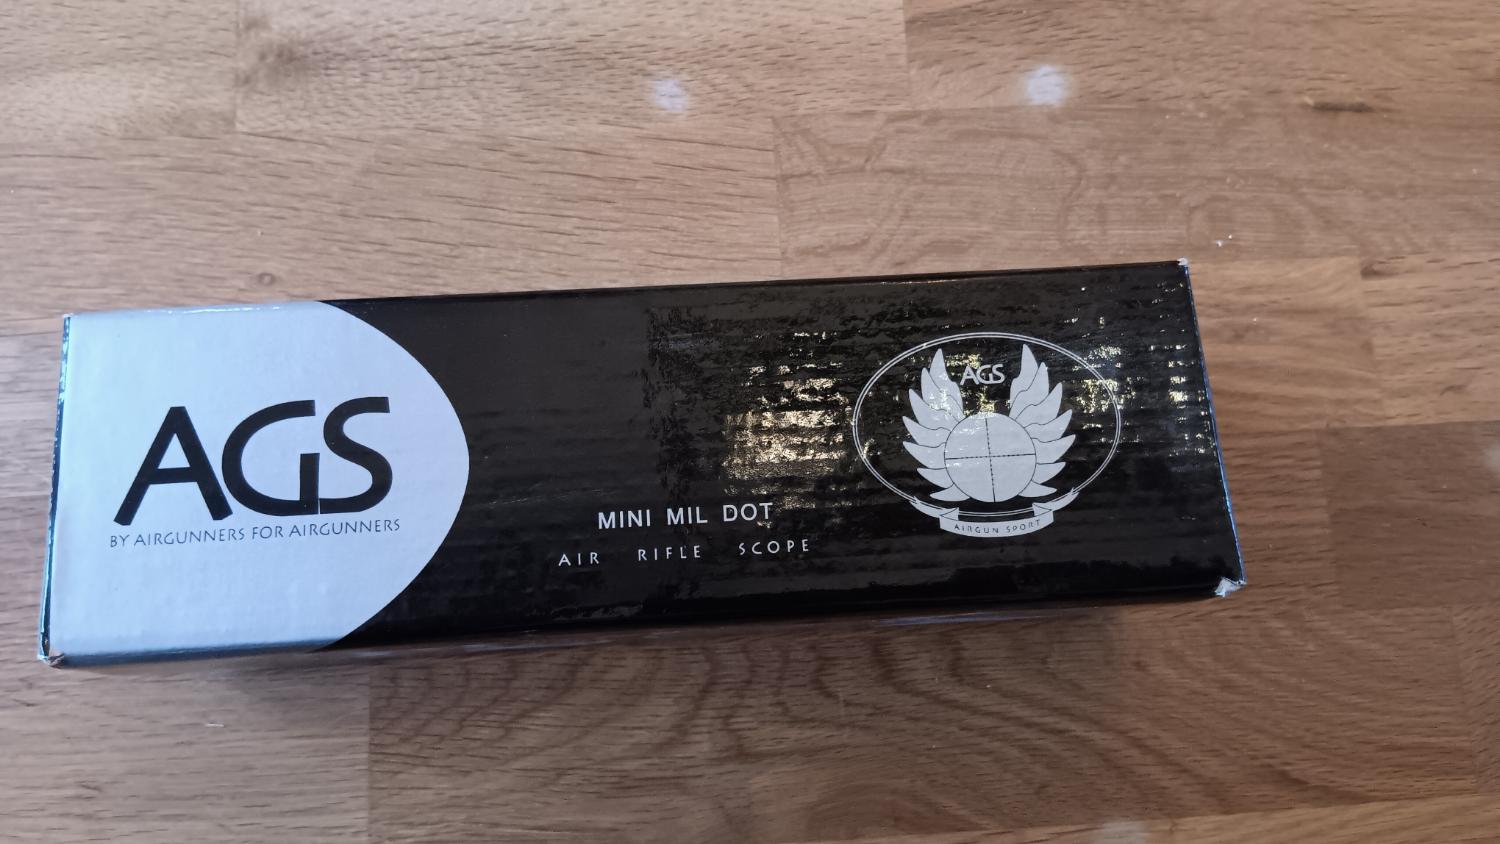 AGS
BY AIRGUNNERS FOR AIRGUNNERS
MINI MIL DOT
AIR RIFLE SCOPE
AGS
AIRGUN SPORT